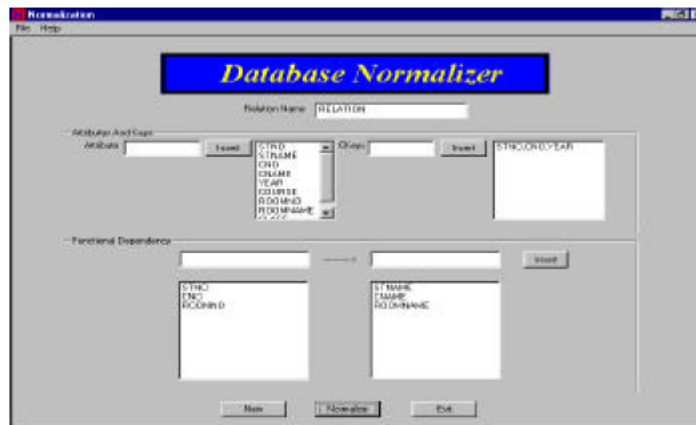 Normalization
File Help
Database Normalizer
Relation Name RELATION
Attributes And Keys
Attribute Insert
STNO
STNAME
CNO
CNAME
YEAR
COURSE
ROOMNO
ROOMNAME
CKeys Insert
STNO,CNO,YEAR
Functional Dependency
-------> Insert
STNO
CNO
ROOMNO
STNAME
CNAME
ROOMNAME
New Normalize Exit